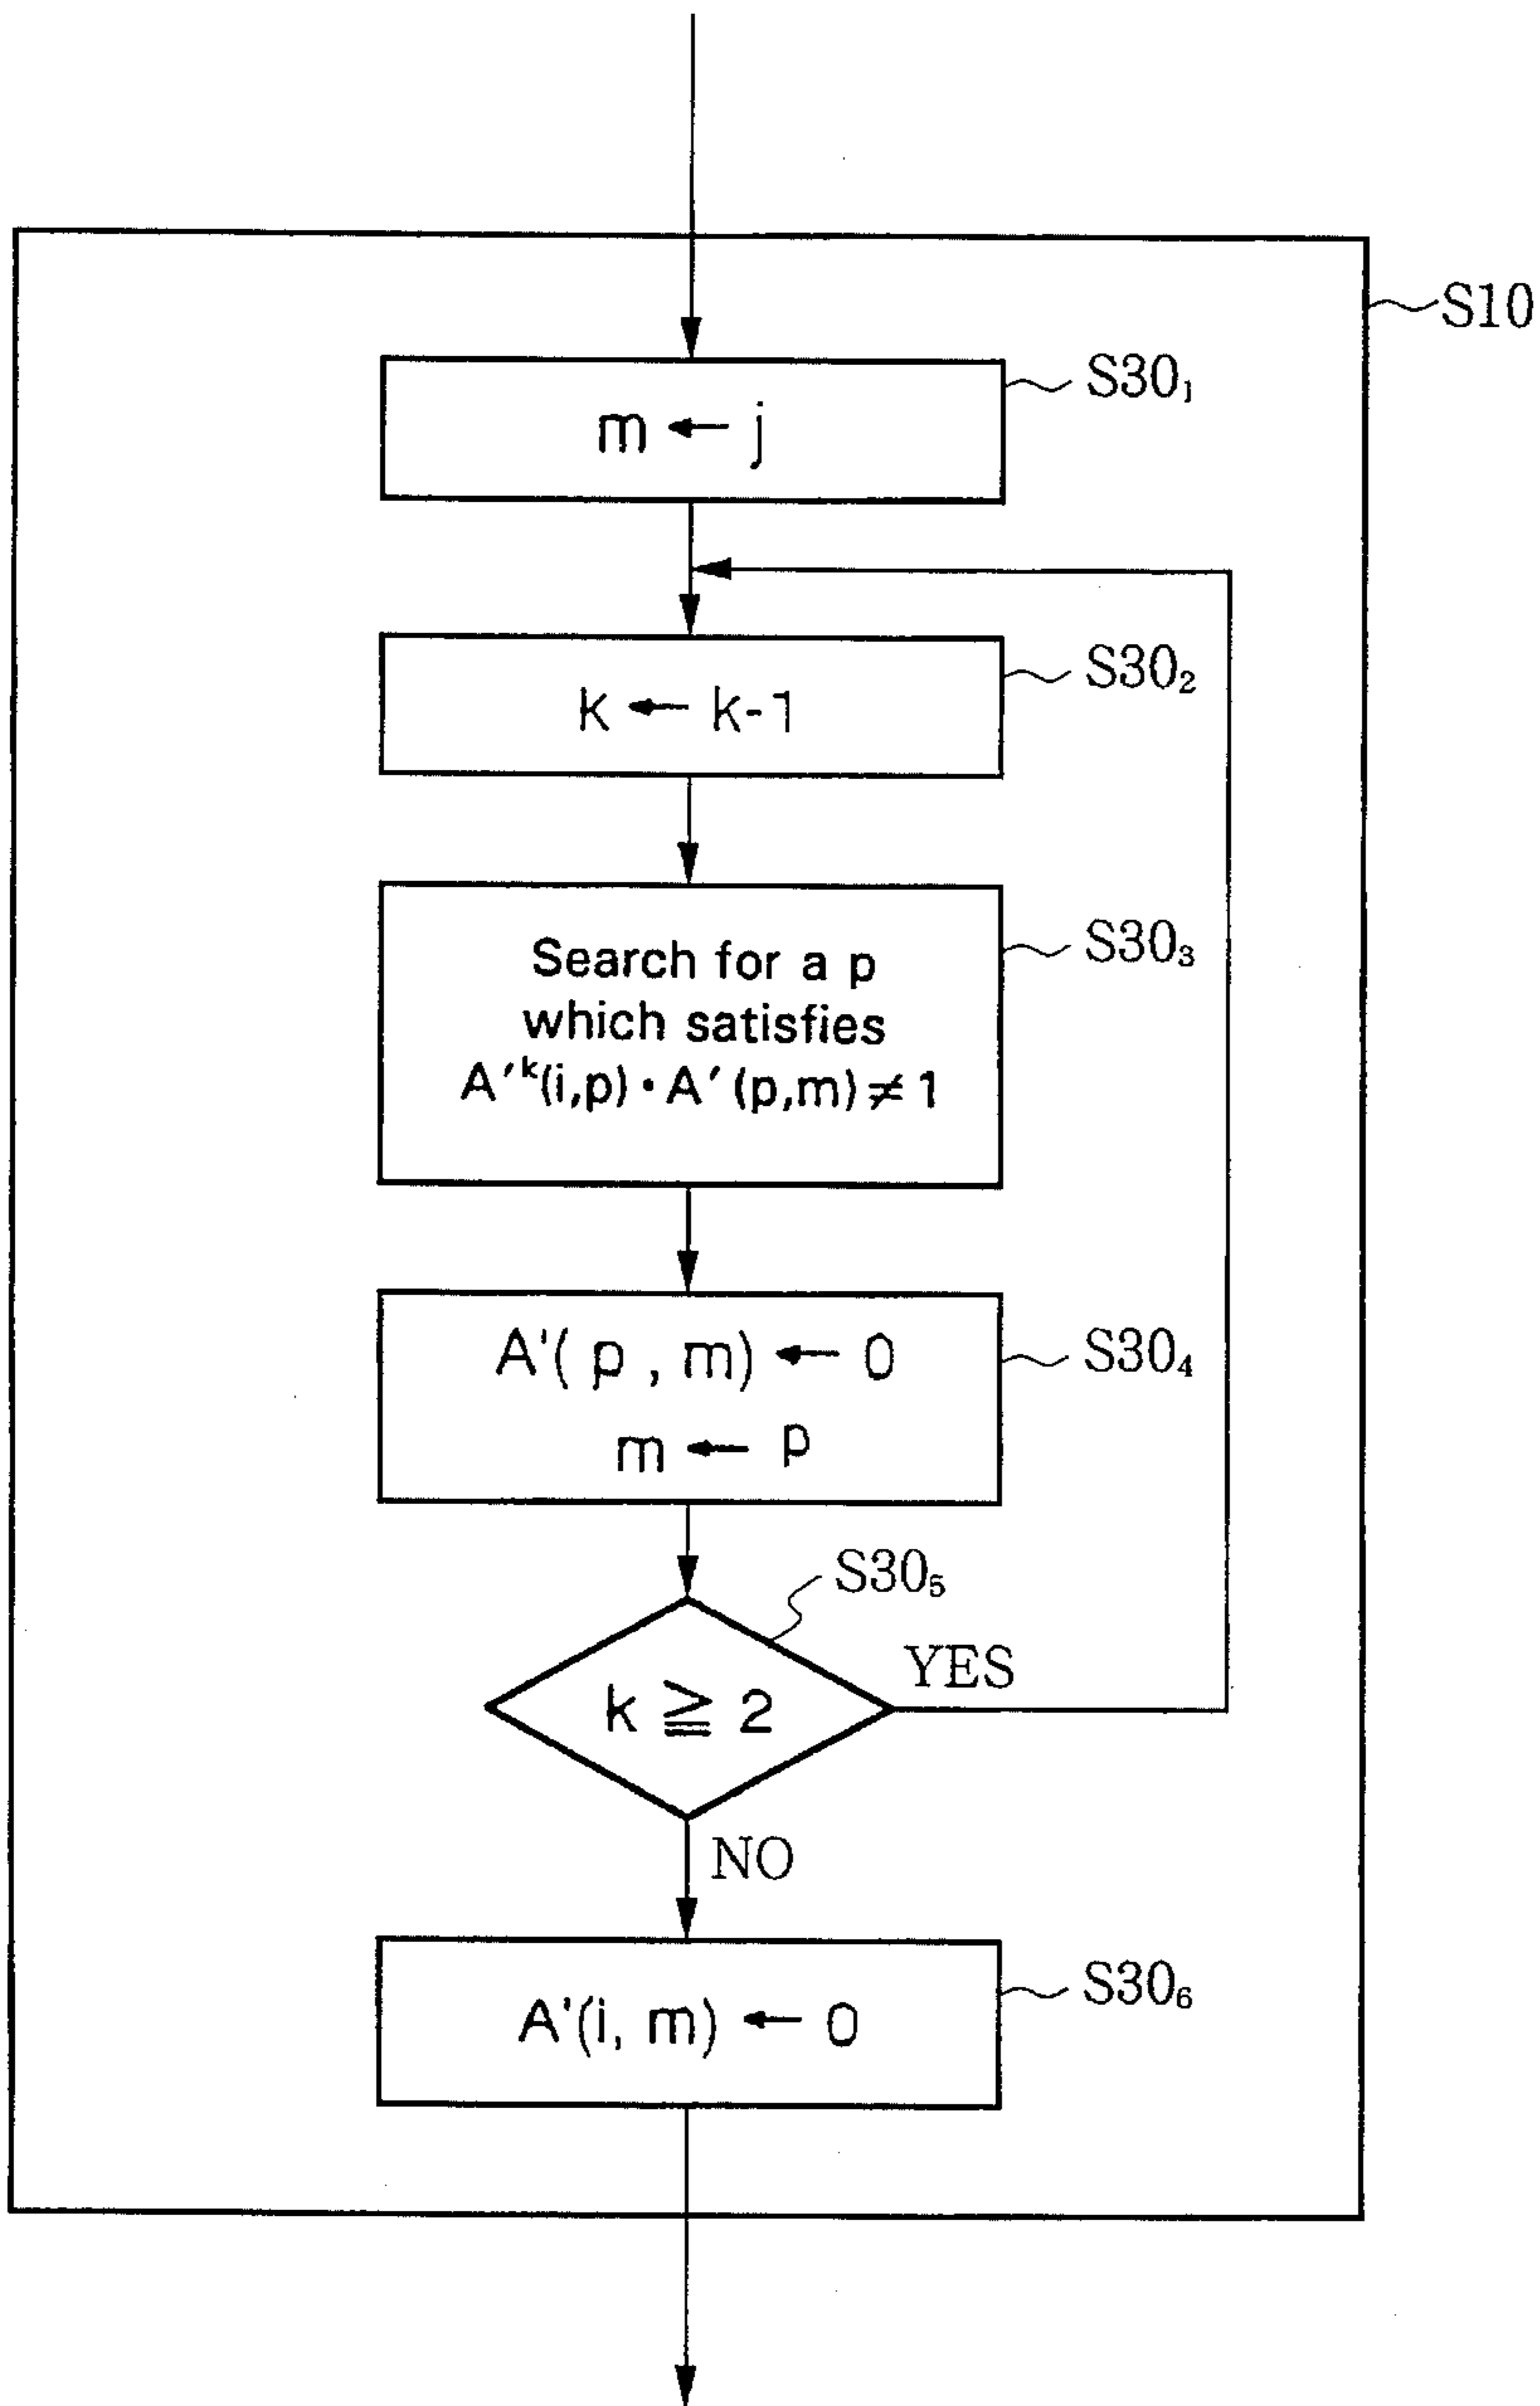 S10
S30₁
m ← j
S30₂
k ← k-1
S30₃
Search for a p
which satisfies
A'ᵏ(i,p)・A'(p,m) ≠ 1
S30₄
A'( p , m) ← 0
m ← p
S30₅
YES
k ≧ 2
NO
S30₆
A'(i, m) ← 0